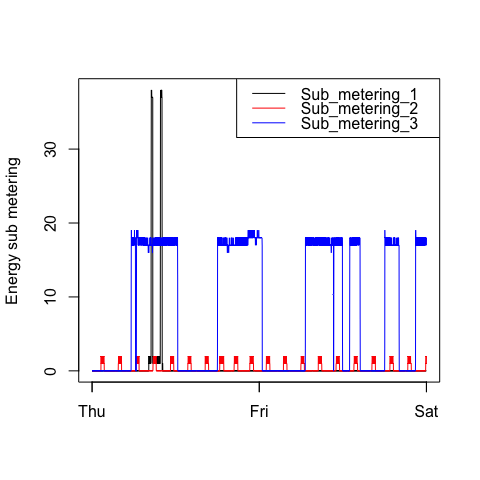 Sub_metering_1
Sub_metering_2
Sub_metering_3
Energy sub metering
30
20
10
0
Thu Fri Sat